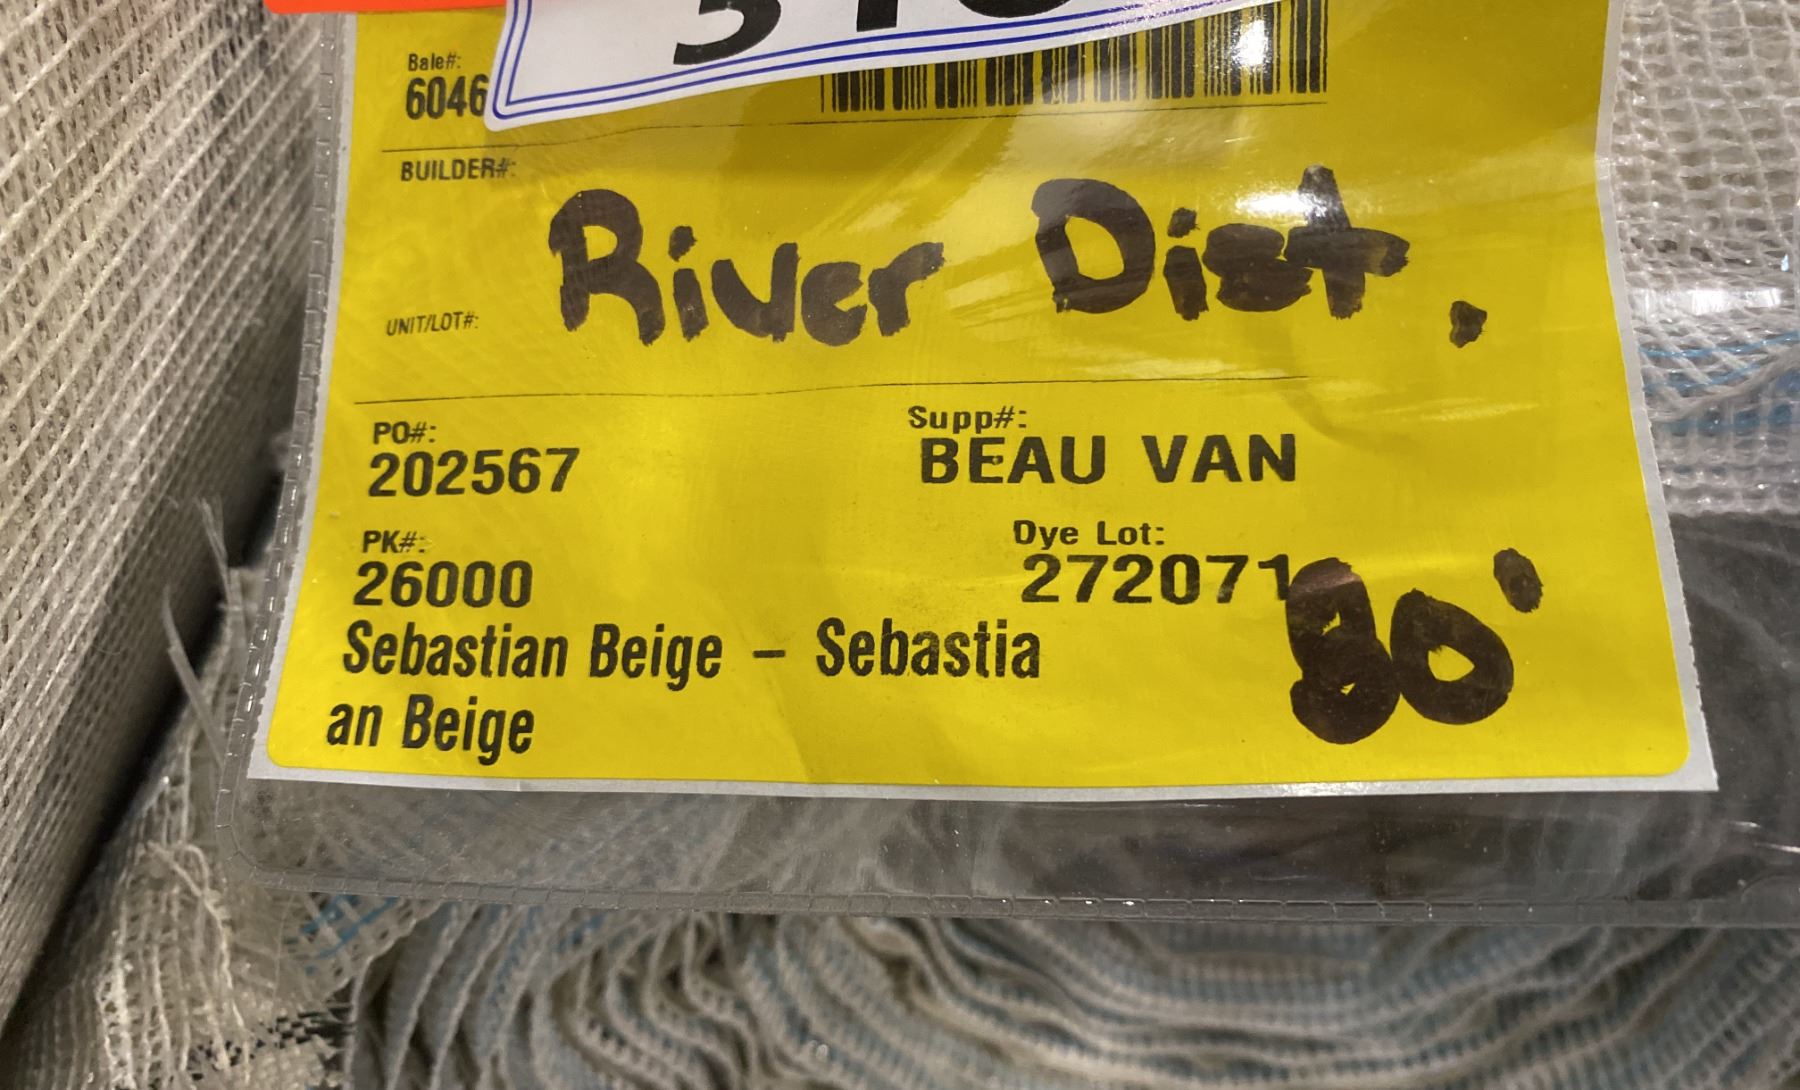 Bale#:
6046
BUILDER#:
River Dist.
UNIT/LOT#:
PO#:
202567
Supp#:
BEAU VAN
PK#:
26000
Dye Lot:
272071
80'
Sebastian Beige – Sebastia
an Beige